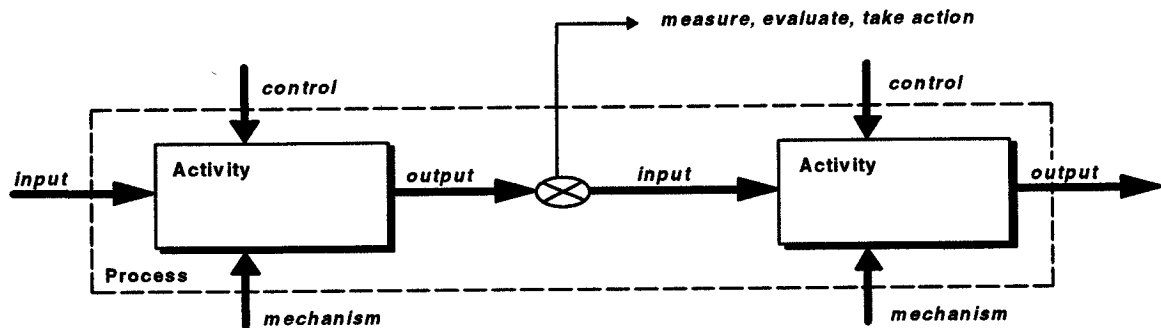 measure, evaluate, take action
control
control
input
Activity
output
input
Activity
output
Process
mechanism
mechanism